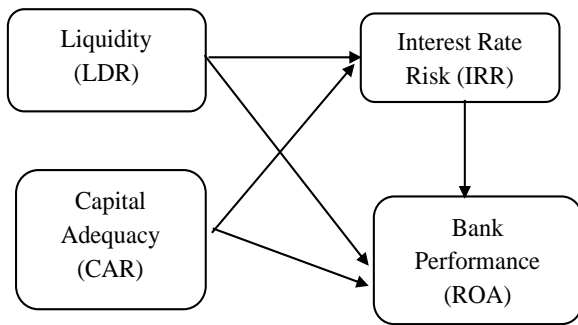 Liquidity
(LDR)
Interest Rate
Risk (IRR)
Capital
Adequacy
(CAR)
Bank
Performance
(ROA)